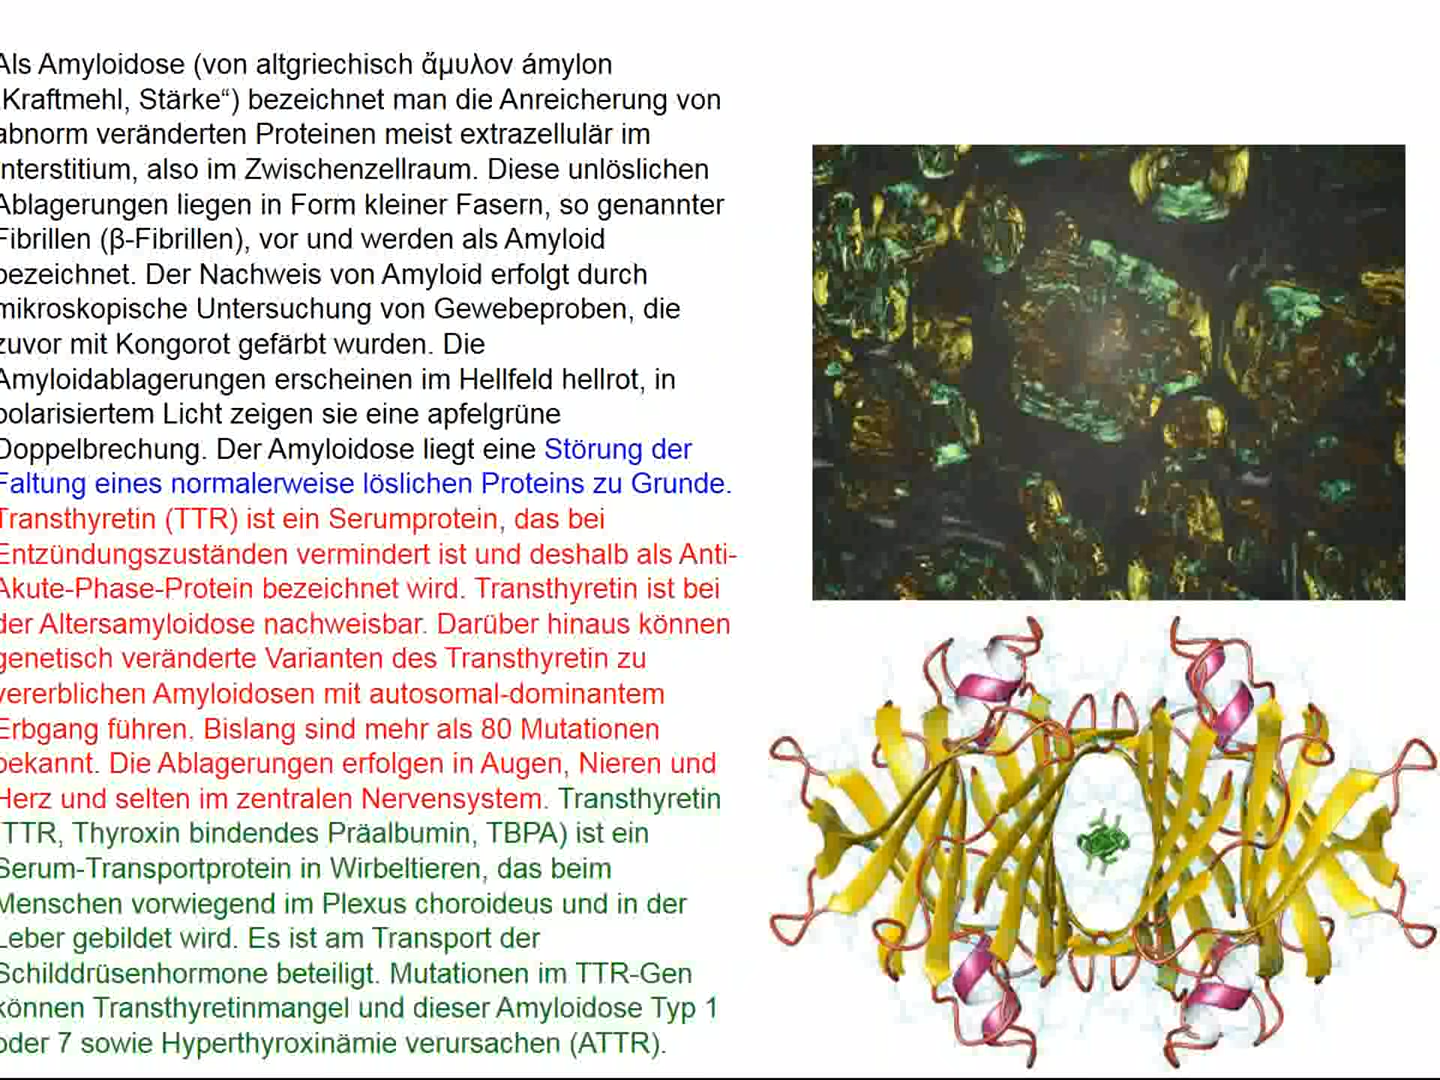 Als Amyloidose (von altgriechisch ἄμυλον ámylon
„Kraftmehl, Stärke“) bezeichnet man die Anreicherung von
abnorm veränderten Proteinen meist extrazellulär im
Interstitium, also im Zwischenzellraum. Diese unlöslichen
Ablagerungen liegen in Form kleiner Fasern, so genannter
Fibrillen (β-Fibrillen), vor und werden als Amyloid
bezeichnet. Der Nachweis von Amyloid erfolgt durch
mikroskopische Untersuchung von Gewebeproben, die
zuvor mit Kongorot gefärbt wurden. Die
Amyloidablagerungen erscheinen im Hellfeld hellrot, in
polarisiertem Licht zeigen sie eine apfelgrüne
Doppelbrechung. Der Amyloidose liegt eine Störung der
Faltung eines normalerweise löslichen Proteins zu Grunde.
Transthyretin (TTR) ist ein Serumprotein, das bei
Entzündungszuständen vermindert ist und deshalb als Anti-
Akute-Phase-Protein bezeichnet wird. Transthyretin ist bei
der Altersamyloidose nachweisbar. Darüber hinaus können
genetisch veränderte Varianten des Transthyretin zu
vererblichen Amyloidosen mit autosomal-dominantem
Erbgang führen. Bislang sind mehr als 80 Mutationen
bekannt. Die Ablagerungen erfolgen in Augen, Nieren und
Herz und selten im zentralen Nervensystem. Transthyretin
(TTR, Thyroxin bindendes Präalbumin, TBPA) ist ein
Serum-Transportprotein in Wirbeltieren, das beim
Menschen vorwiegend im Plexus choroideus und in der
Leber gebildet wird. Es ist am Transport der
Schilddrüsenhormone beteiligt. Mutationen im TTR-Gen
können Transthyretinmangel und dieser Amyloidose Typ 1
oder 7 sowie Hyperthyroxinämie verursachen (ATTR).